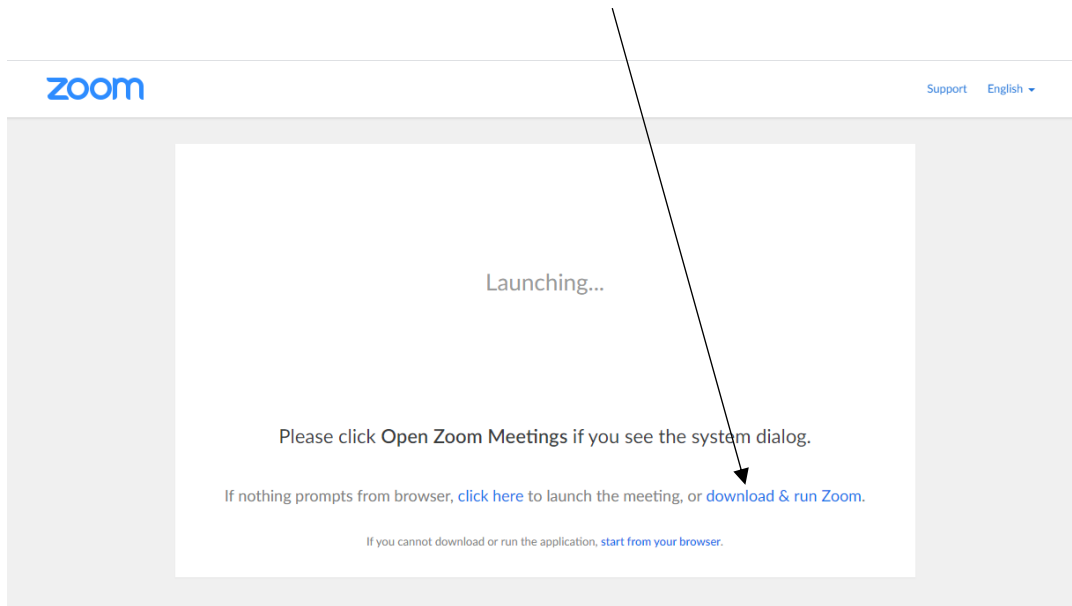 zoom
Support English
Launching...
Please click Open Zoom Meetings if you see the system dialog.
If nothing prompts from browser, click here to launch the meeting, or download & run Zoom.
If you cannot download or run the application, start from your browser.